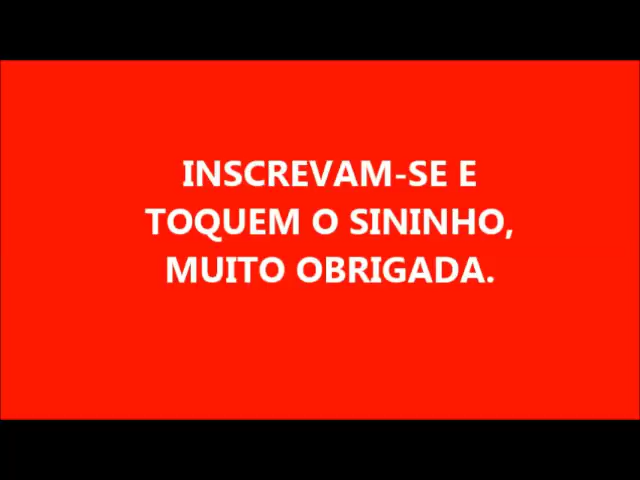 INSCREVAM-SE E
TOQUEM O SININHO,
MUITO OBRIGADA.